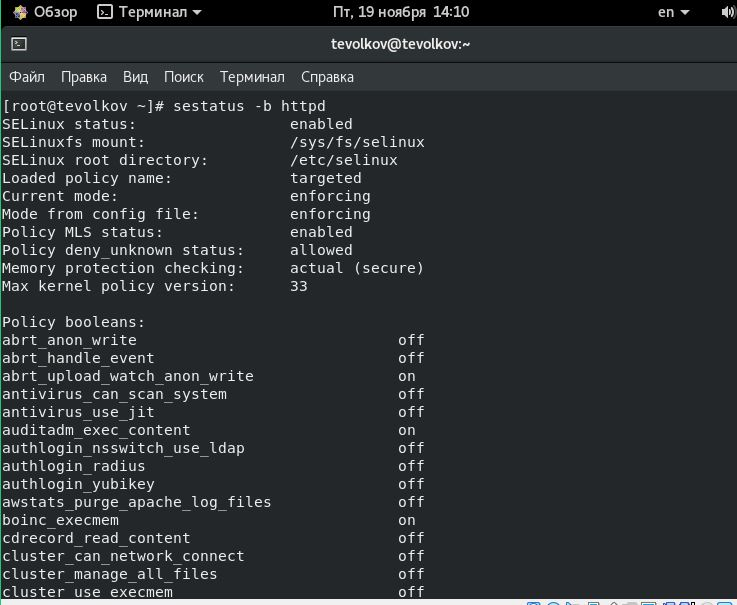 Обзор Терминал Пт, 19 ноября 14:10 en
tevolkov@tevolkov:~
Файл Правка Вид Поиск Терминал Справка
[root@tevolkov ~]# sestatus -b httpd
SELinux status: enabled
SELinuxfs mount: /sys/fs/selinux
SELinux root directory: /etc/selinux
Loaded policy name: targeted
Current mode: enforcing
Mode from config file: enforcing
Policy MLS status: enabled
Policy deny_unknown status: allowed
Memory protection checking: actual (secure)
Max kernel policy version: 33
Policy booleans:
abrt_anon_write off
abrt_handle_event off
abrt_upload_watch_anon_write on
antivirus_can_scan_system off
antivirus_use_jit off
auditadm_exec_content on
authlogin_nsswitch_use_ldap off
authlogin_radius off
authlogin_yubikey off
awstats_purge_apache_log_files off
boinc_execmem on
cdrecord_read_content off
cluster_can_network_connect off
cluster_manage_all_files off
cluster_use_execmem off